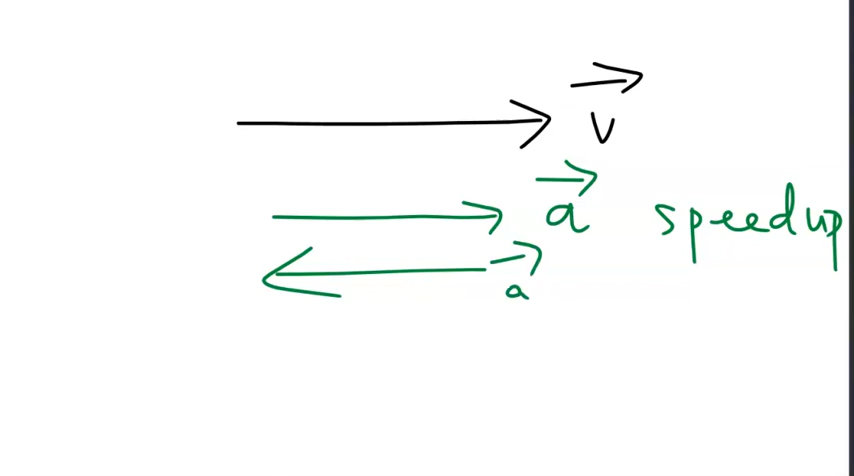 v⃗
a⃗ speedup
a⃗